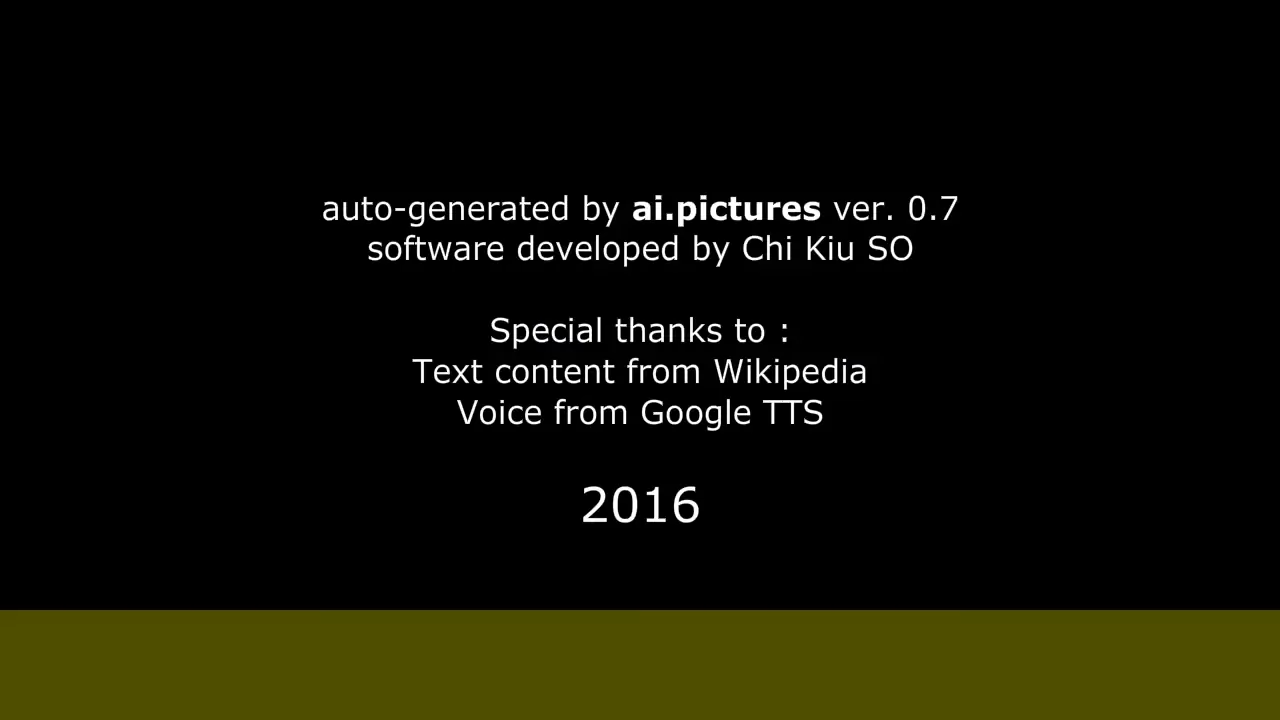 auto-generated by ai.pictures ver. 0.7
software developed by Chi Kiu SO
Special thanks to :
Text content from Wikipedia
Voice from Google TTS
2016